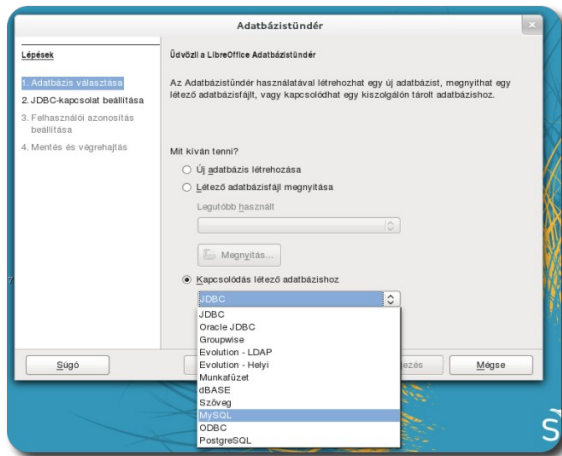 Adatbázistündér
Lépések
1. Adatbázis választása
2. JDBC-kapcsolat beállítása
3. Felhasználói azonosítás
beállítása
4. Mentés és végrehajtás
Üdvözli a LibreOffice Adatbázistündér
Az Adatbázistündér használatával létrehozhat egy új adatbázist, megnyithat egy
létező adatbázisfájlt, vagy kapcsolódhat egy kiszolgálón tárolt adatbázishoz.
Mit kíván tenni?
Új adatbázis létrehozása
Létező adatbázisfájl megnyitása
Legutóbb használt
Megnyitás...
Kapcsolódás létező adatbázishoz
JDBC
JDBC
Oracle JDBC
Groupwise
Evolution - LDAP
Evolution - Helyi
Munkafüzet
dBASE
Szöveg
MySQL
ODBC
PostgreSQL
Súgó
Mégse